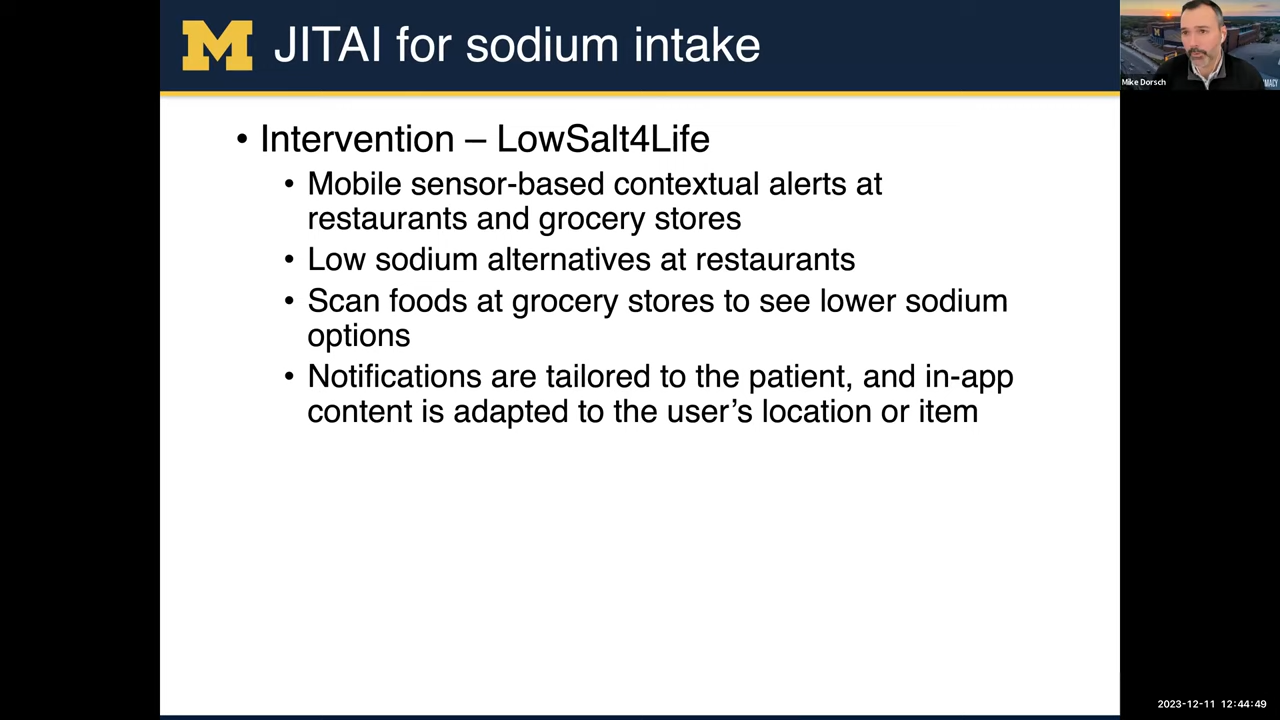 M JITAI for sodium intake
• Intervention – LowSalt4Life
• Mobile sensor-based contextual alerts at
restaurants and grocery stores
• Low sodium alternatives at restaurants
• Scan foods at grocery stores to see lower sodium
options
• Notifications are tailored to the patient, and in-app
content is adapted to the user’s location or item
Mike Dorsch
2023-12-11 12:44:49